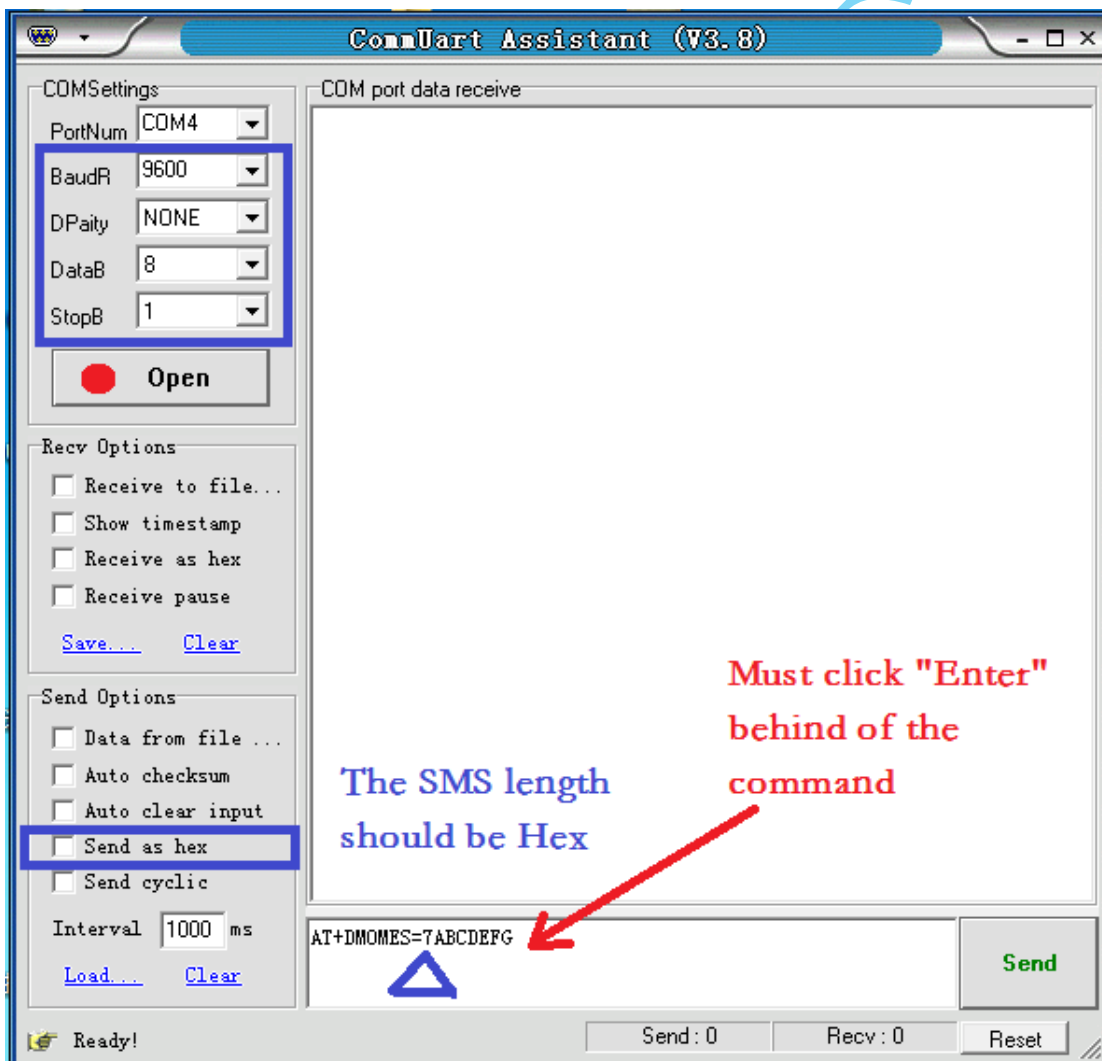 CommUart Assistant (V3.8)
COMSettings
PortNum COM4
BaudR 9600
DPaity NONE
DataB 8
StopB 1
Open
Recv Options
Receive to file...
Show timestamp
Receive as hex
Receive pause
Save... Clear
Send Options
Data from file ...
Auto checksum
Auto clear input
Send as hex
Send cyclic
Interval 1000 ms
Load... Clear
COM port data receive
The SMS length
should be Hex
Must click "Enter"
behind of the
command
AT+DMOMES=7ABCDEFG
Send
Ready!
Send : 0
Recv : 0
Reset